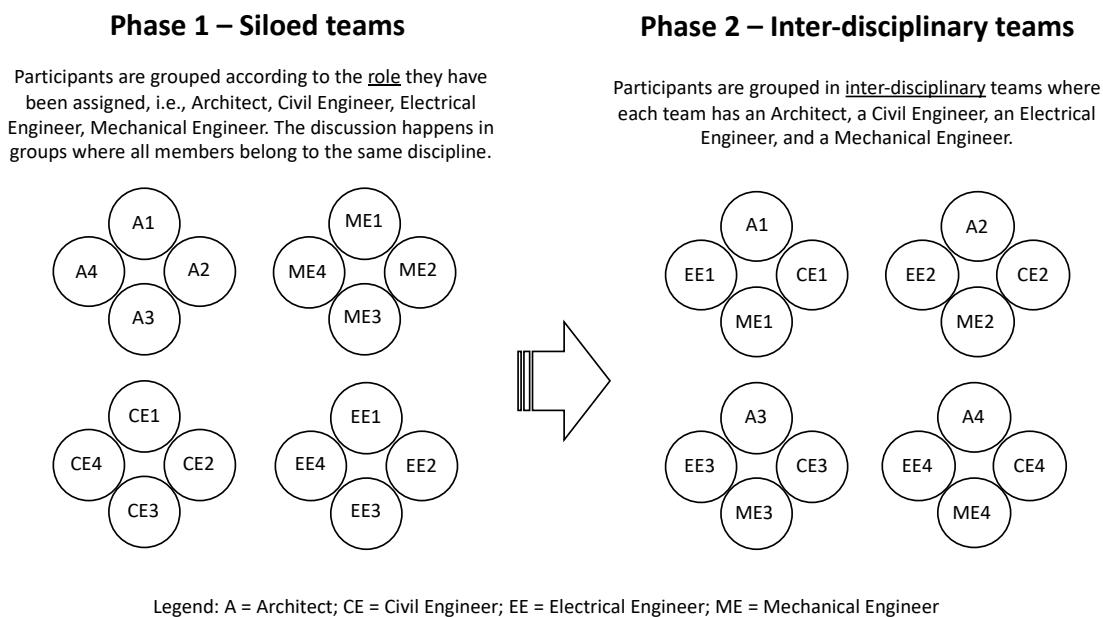 Phase 1 – Siloed teams
Participants are grouped according to the role they have
been assigned, i.e., Architect, Civil Engineer, Electrical
Engineer, Mechanical Engineer. The discussion happens in
groups where all members belong to the same discipline.
A1
A4
A2
A3
ME1
ME4
ME2
ME3
CE1
CE4
CE2
CE3
EE1
EE4
EE2
EE3
Phase 2 – Inter-disciplinary teams
Participants are grouped in inter-disciplinary teams where
each team has an Architect, a Civil Engineer, an Electrical
Engineer, and a Mechanical Engineer.
A1
EE1
CE1
ME1
A2
EE2
CE2
ME2
A3
EE3
CE3
ME3
A4
EE4
CE4
ME4
Legend: A = Architect; CE = Civil Engineer; EE = Electrical Engineer; ME = Mechanical Engineer